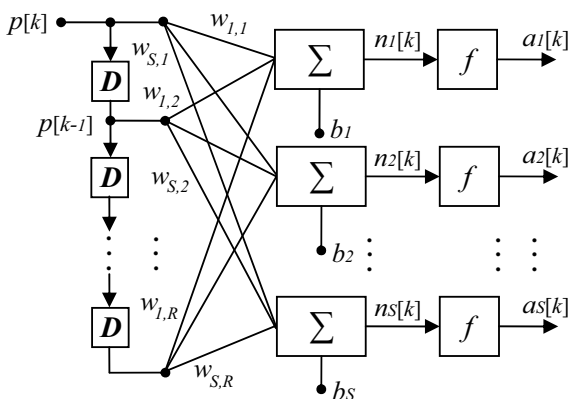 p[k]
w1,1
wS,1
D
w1,2
p[k-1]
D
wS,2
D
w1,R
wS,R
Σ
n1[k]
f
a1[k]
b1
Σ
n2[k]
f
a2[k]
b2
Σ
nS[k]
f
aS[k]
bS